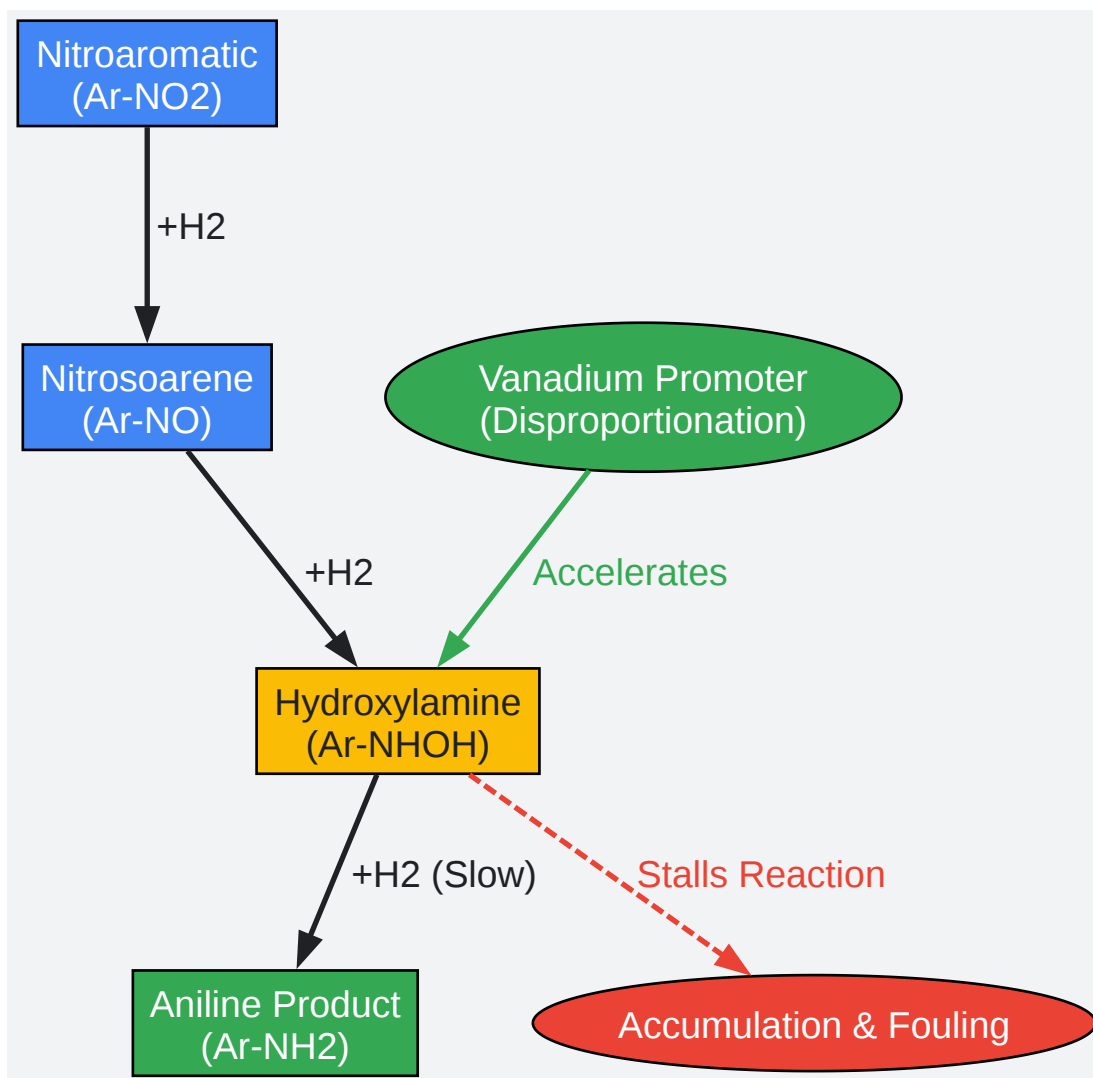 Nitroaromatic
(Ar-NO2)
+H2
Nitrosoarene
(Ar-NO)
Vanadium Promoter
(Disproportionation)
+H2
Accelerates
Hydroxylamine
(Ar-NHOH)
+H2 (Slow)
Stalls Reaction
Aniline Product
(Ar-NH2)
Accumulation & Fouling